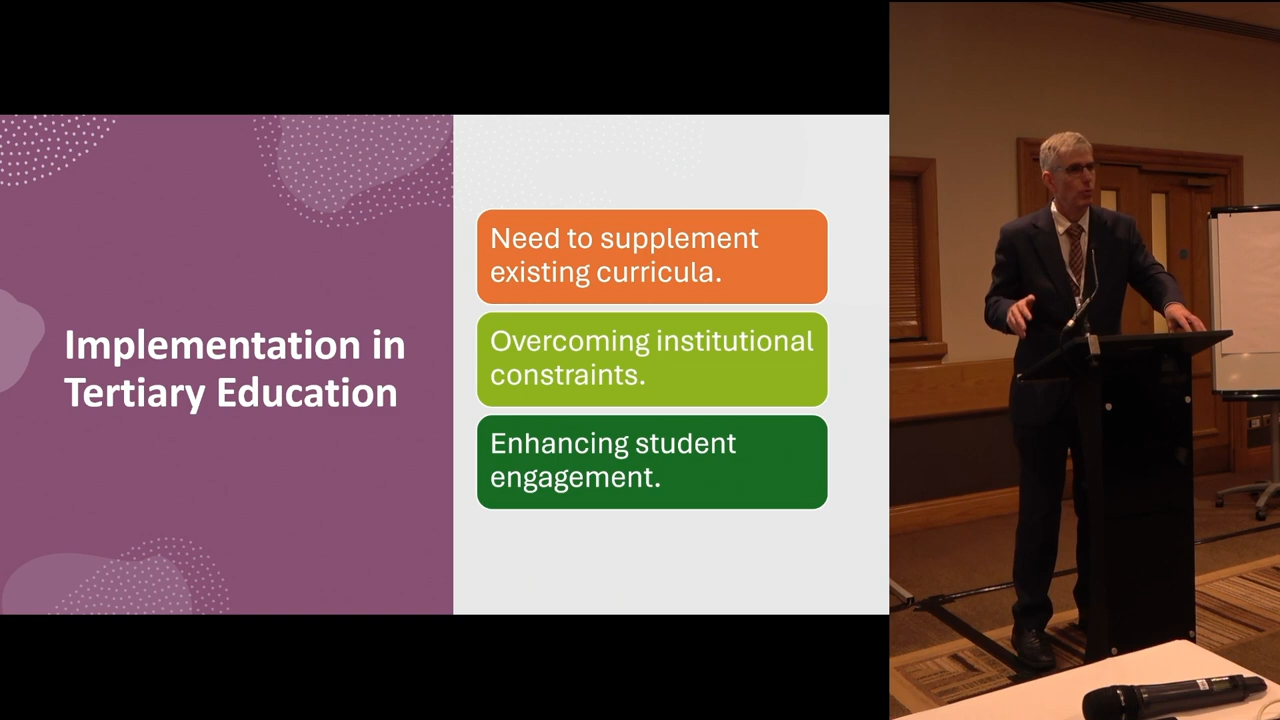 Implementation in
Tertiary Education
Need to supplement
existing curricula.
Overcoming institutional
constraints.
Enhancing student
engagement.